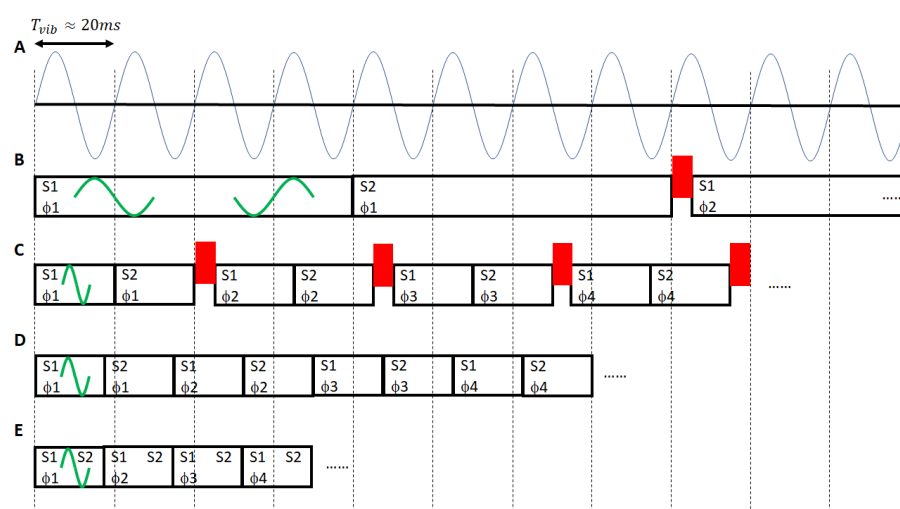 T_vib ≈ 20ms
A
B
S1 S2 S1
ϕ1 ϕ1 ϕ2 ......
C
S1 S2 S1 S2 S1 S2 S1 S2
ϕ1 ϕ1 ϕ2 ϕ2 ϕ3 ϕ3 ϕ4 ϕ4 ......
D
S1 S2 S1 S2 S1 S2 S1 S2
ϕ1 ϕ1 ϕ2 ϕ2 ϕ3 ϕ3 ϕ4 ϕ4 ......
E
S1 S2 S1 S2 S1 S2 S1 S2 ......
ϕ1 ϕ2 ϕ3 ϕ4